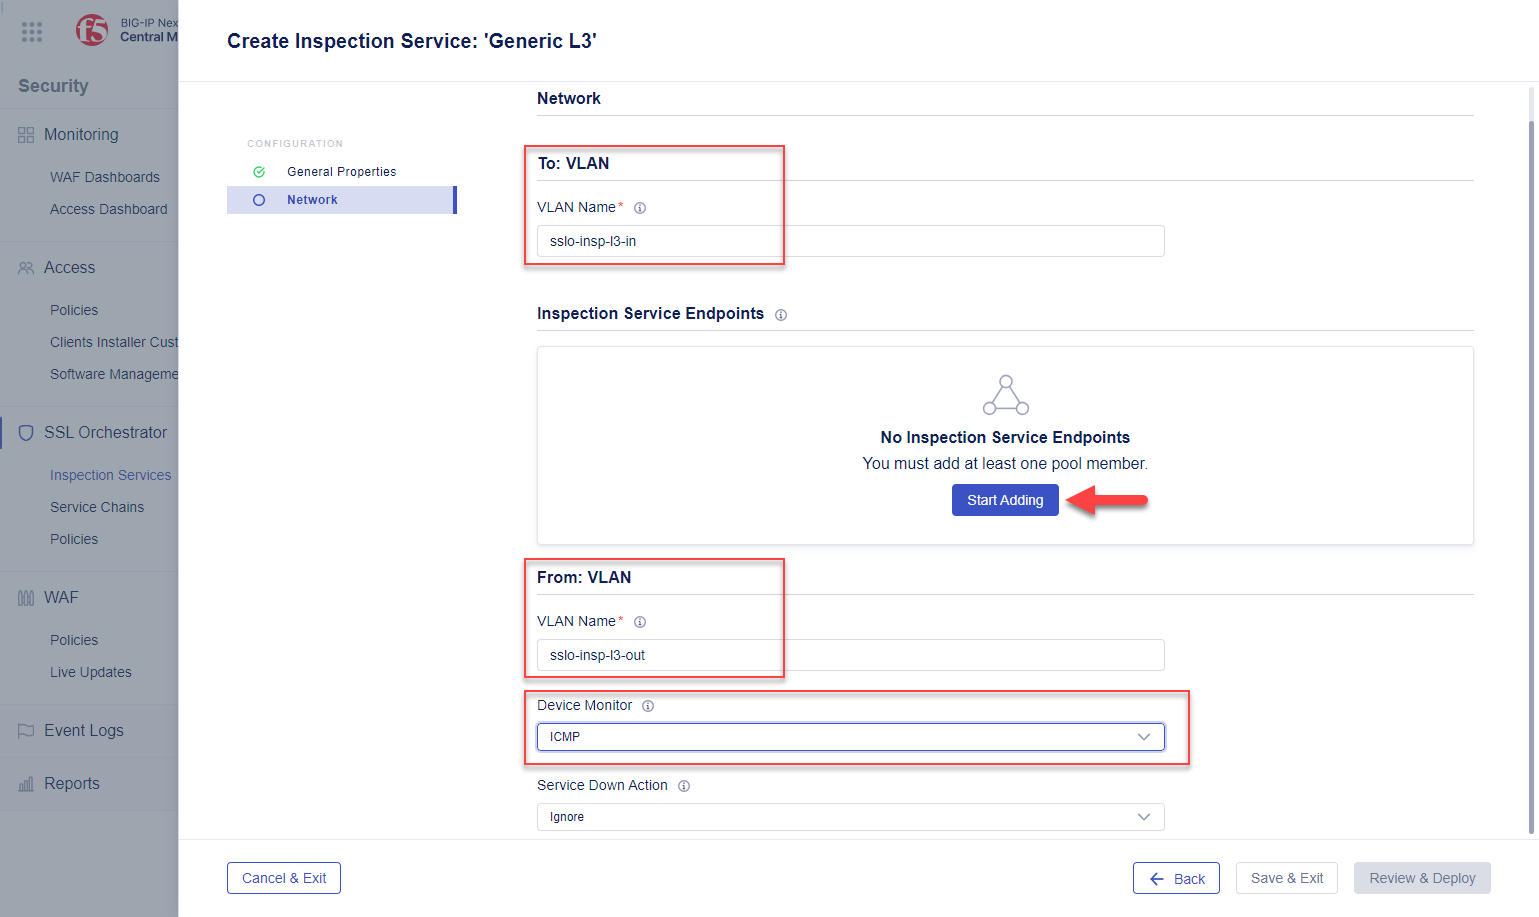 BIG-IP Nex
Central M
Security
Monitoring
WAF Dashboards
Access Dashboard
Access
Policies
Clients Installer Cust
Software Manageme
SSL Orchestrator
Inspection Services
Service Chains
Policies
WAF
Policies
Live Updates
Event Logs
Reports
Create Inspection Service: 'Generic L3'
CONFIGURATION
General Properties
Network
Network
To: VLAN
VLAN Name*
sslo-insp-l3-in
Inspection Service Endpoints
No Inspection Service Endpoints
You must add at least one pool member.
Start Adding
From: VLAN
VLAN Name*
sslo-insp-l3-out
Device Monitor
ICMP
Service Down Action
Ignore
Cancel & Exit
Back
Save & Exit
Review & Deploy